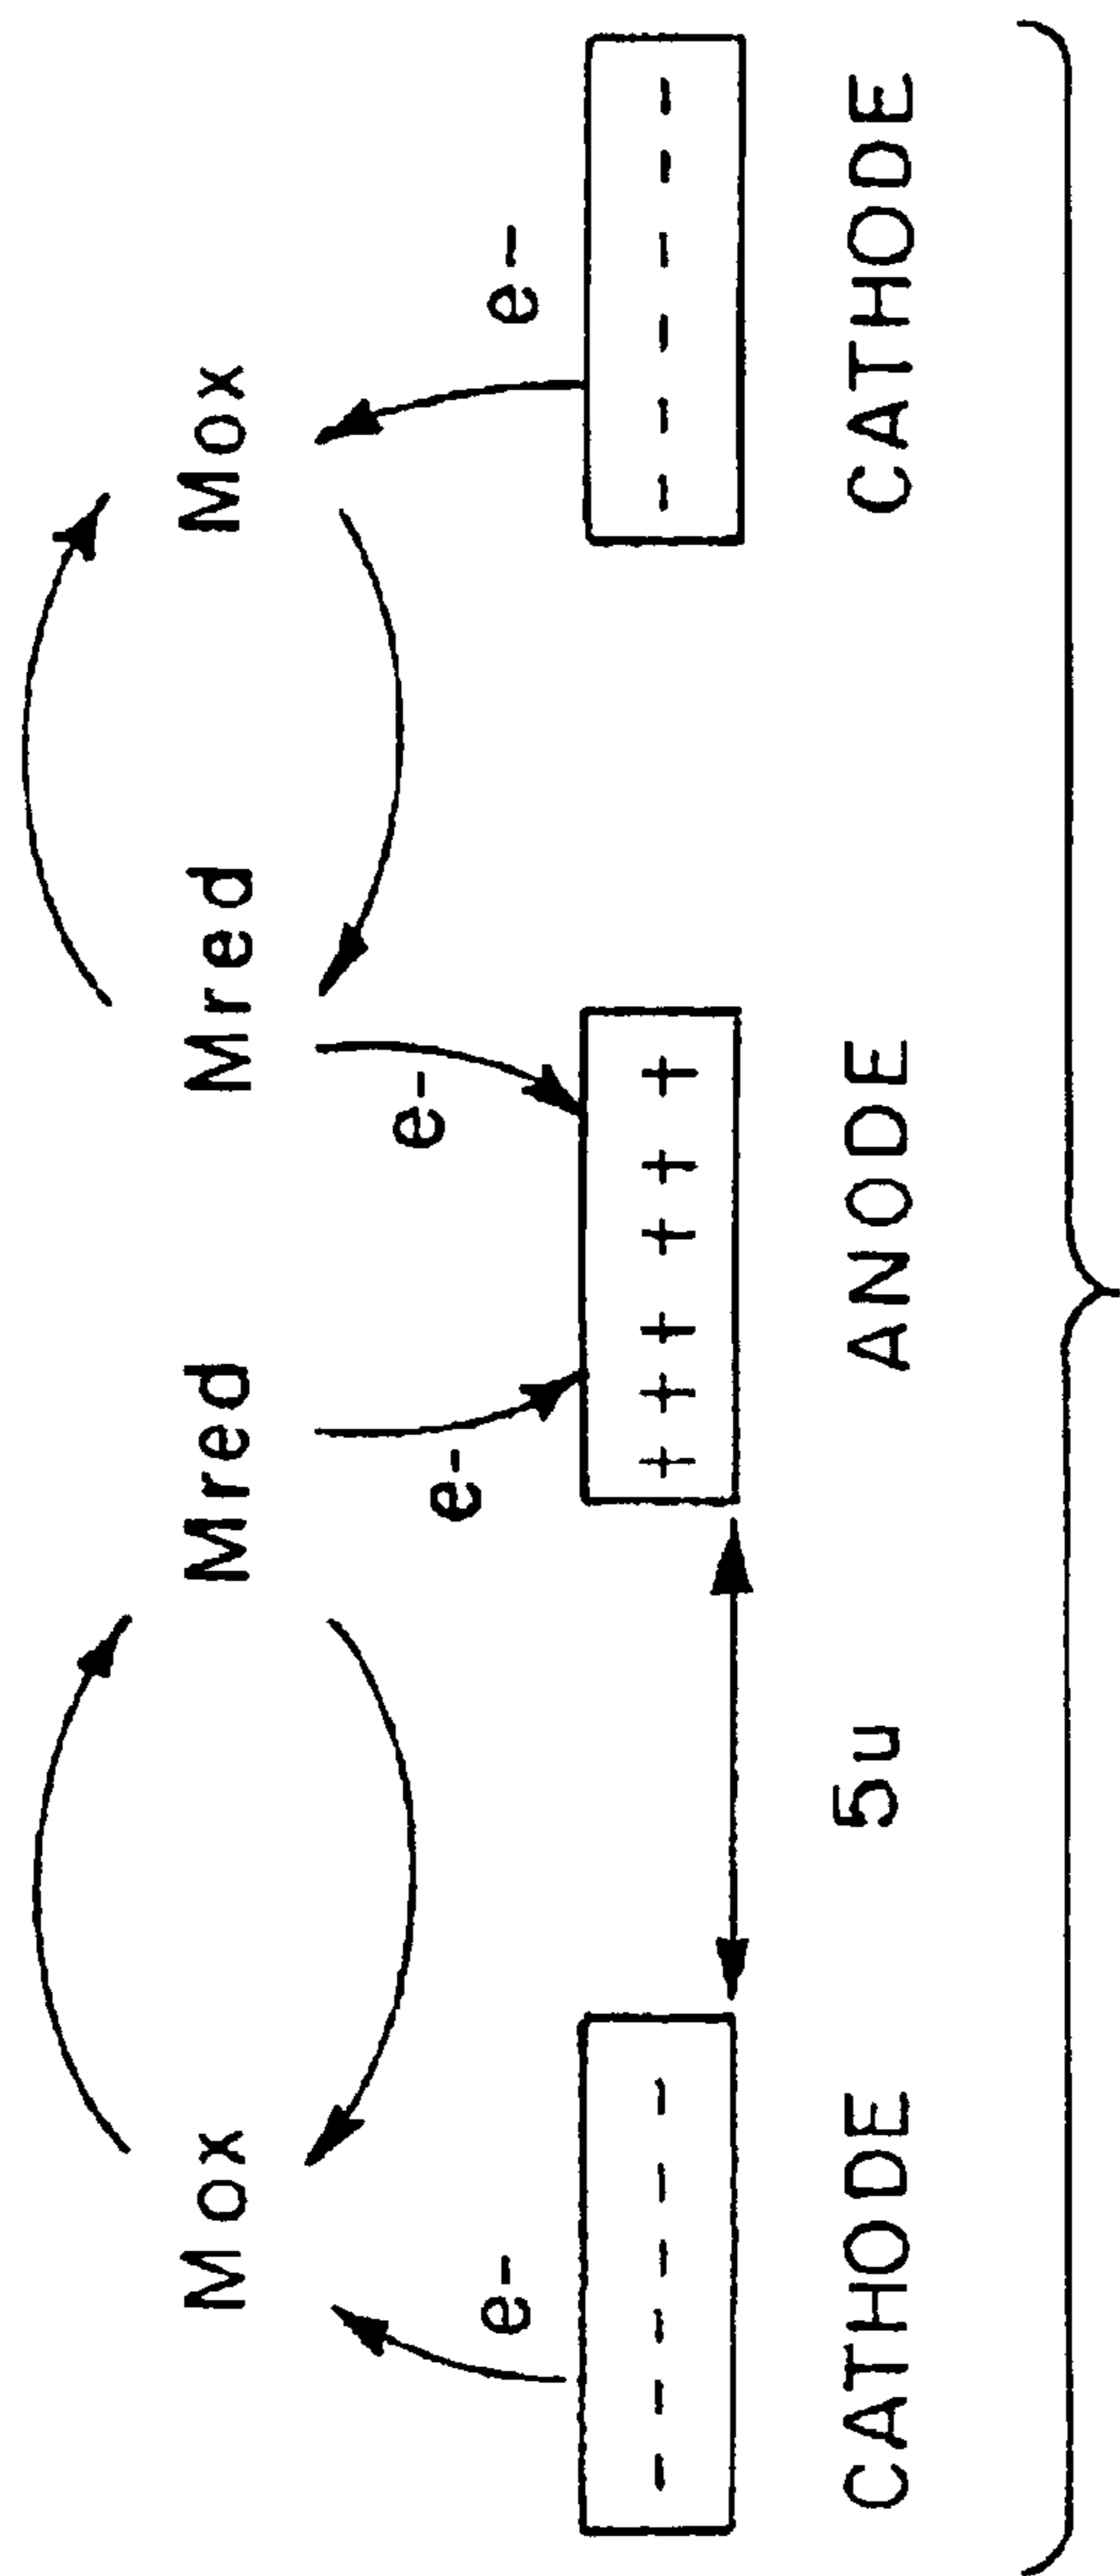 Mox Mred Mred Mox
e- e- e- e-
- - - - - - + + + + + + - - - - - -
CATHODE 5u ANODE CATHODE